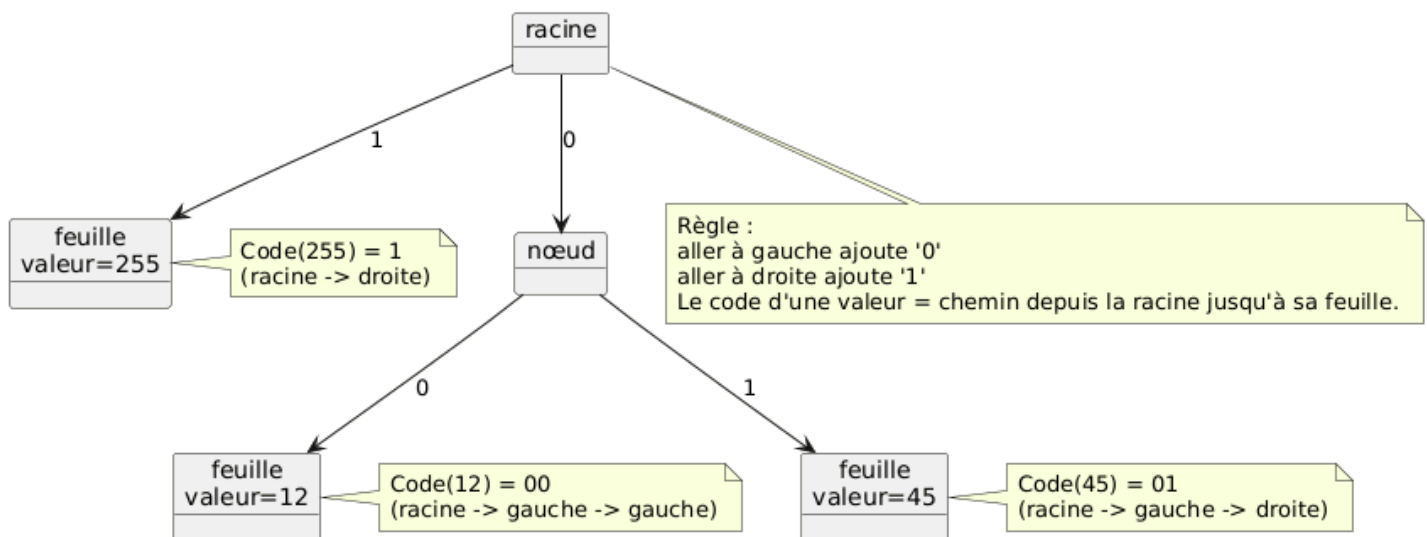 racine
1
0
feuille
valeur=255
Code(255) = 1
(racine -> droite)
nœud
Règle :
aller à gauche ajoute '0'
aller à droite ajoute '1'
Le code d'une valeur = chemin depuis la racine jusqu'à sa feuille.
0
1
feuille
valeur=12
Code(12) = 00
(racine -> gauche -> gauche)
feuille
valeur=45
Code(45) = 01
(racine -> gauche -> droite)